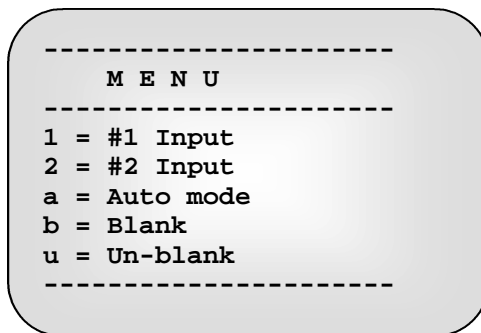 ----------------------
M E N U
----------------------
1 = #1 Input
2 = #2 Input
a = Auto mode
b = Blank
u = Un-blank
----------------------